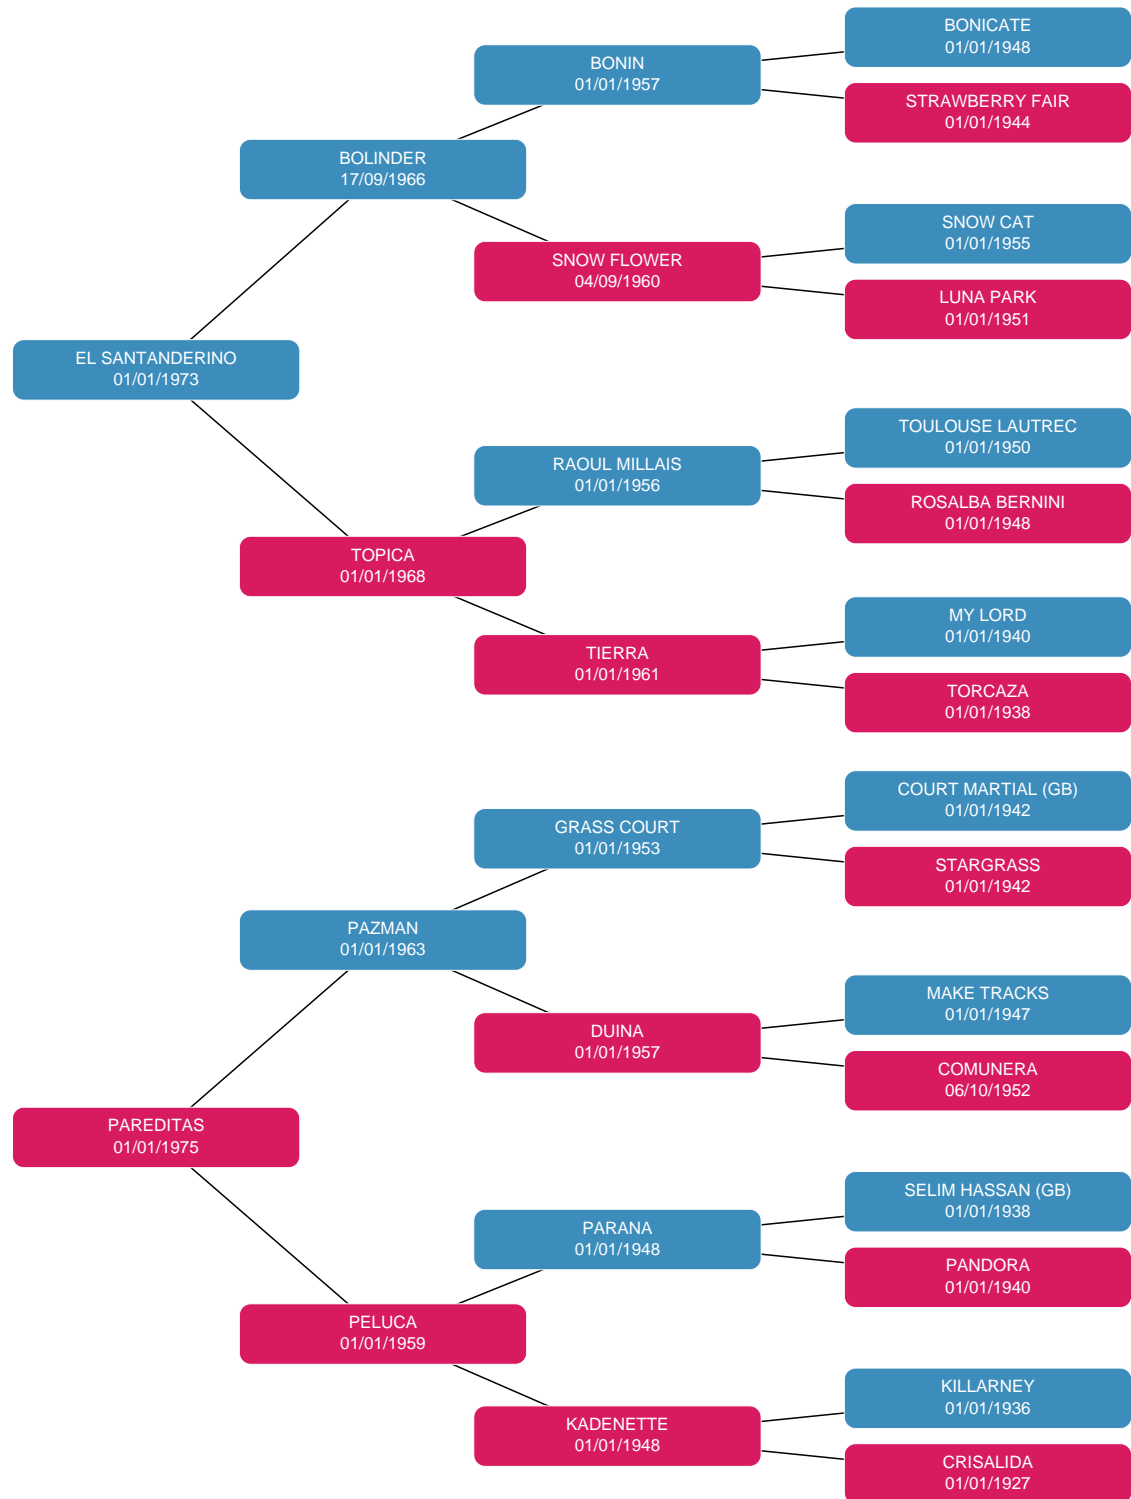 BONICATE
01/01/1948
BONIN
01/01/1957
STRAWBERRY FAIR
01/01/1944
BOLINDER
17/09/1966
SNOW CAT
01/01/1955
SNOW FLOWER
04/09/1960
LUNA PARK
01/01/1951
EL SANTANDERINO
01/01/1973
TOULOUSE LAUTREC
01/01/1950
RAOUL MILLAIS
01/01/1956
ROSALBA BERNINI
01/01/1948
TOPICA
01/01/1968
MY LORD
01/01/1940
TIERRA
01/01/1961
TORCAZA
01/01/1938
COURT MARTIAL (GB)
01/01/1942
GRASS COURT
01/01/1953
STARGRASS
01/01/1942
PAZMAN
01/01/1963
MAKE TRACKS
01/01/1947
DUINA
01/01/1957
COMUNERA
06/10/1952
PAREDITAS
01/01/1975
SELIM HASSAN (GB)
01/01/1938
PARANA
01/01/1948
PANDORA
01/01/1940
PELUCA
01/01/1959
KILLARNEY
01/01/1936
KADENETTE
01/01/1948
CRISALIDA
01/01/1927